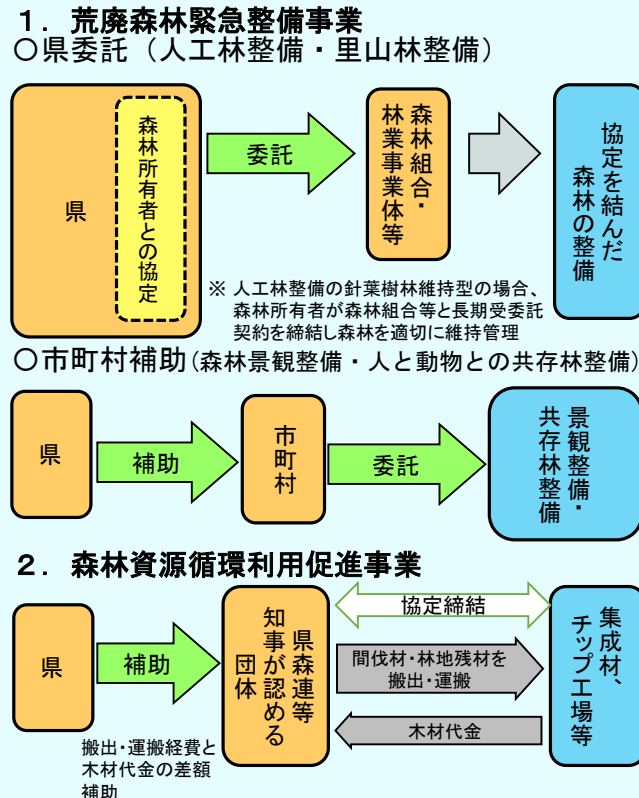 １．荒廃森林緊急整備事業
〇県委託（人工林整備・里山林整備）
県
森林所有者との協定
委託
森林組合・
林業事業体等
協定を結んだ
森林の整備
※ 人工林整備の針葉樹林維持型の場合、
森林所有者が森林組合等と長期受委託
契約を締結し森林を適切に維持管理
〇市町村補助(森林景観整備・人と動物との共存林整備)
県
補助
市町村
委託
景観整備・
共存林整備
２．森林資源循環利用促進事業
県
補助
搬出・運搬経費と
木材代金の差額
補助
県森連等
知事が認める
団体
協定締結
間伐材・林地残材を
搬出・運搬
木材代金
集成材、
チップ工場等